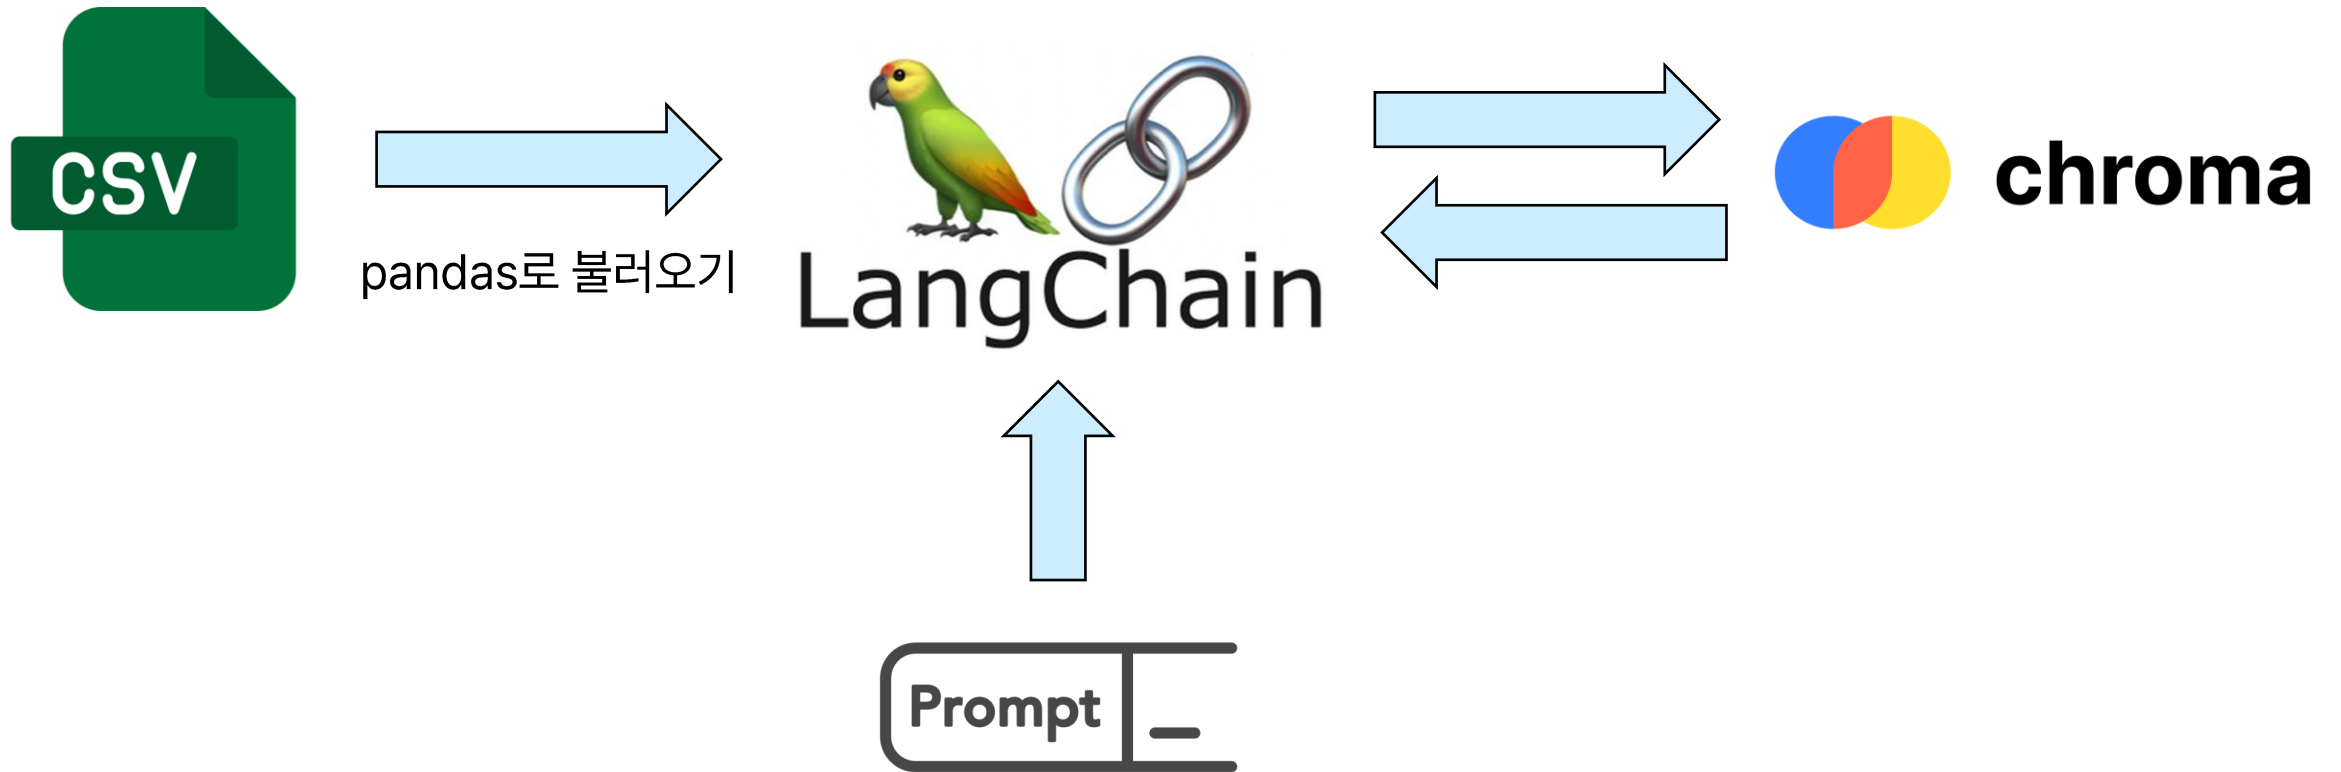 CSV
pandas로 불러오기
LangChain
chroma
Prompt